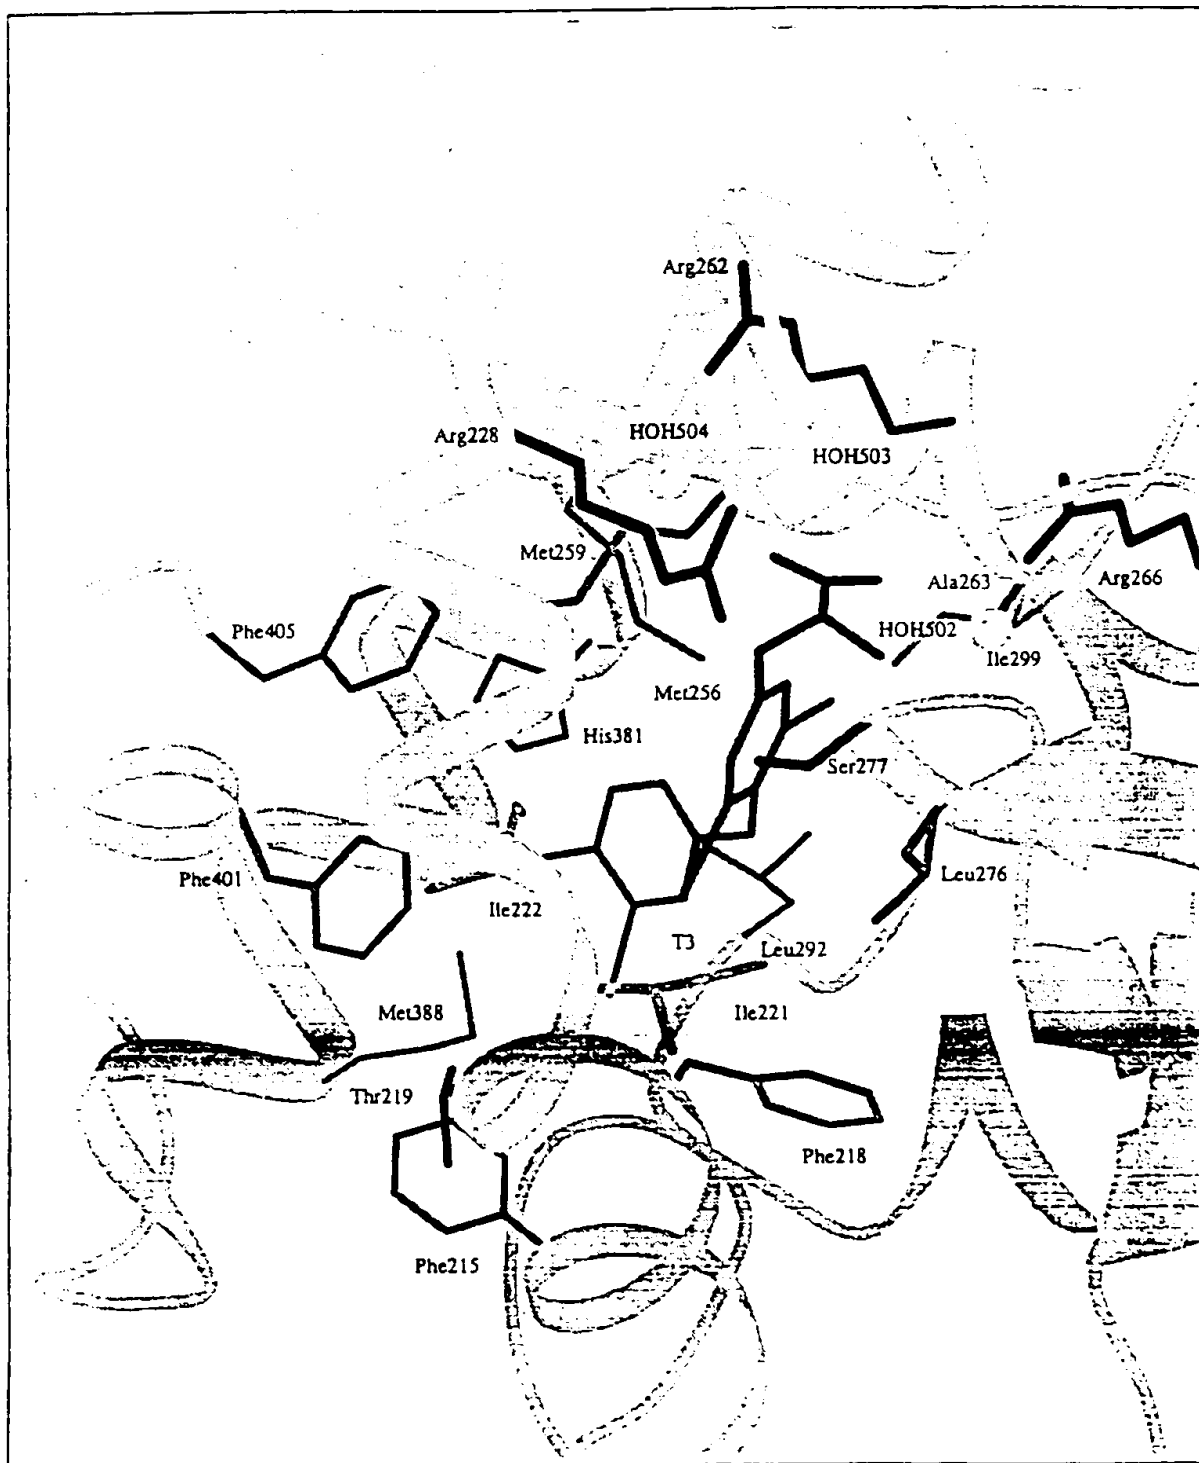 Arg262
Arg228
HOH504
HOH503
Met259
Ala263
Arg266
Phe405
HOH502
Ile299
Met256
His381
Ser277
Phe401
Leu276
Ile222
T3
Leu292
Met388
Ile221
Thr219
Phe218
Phe215